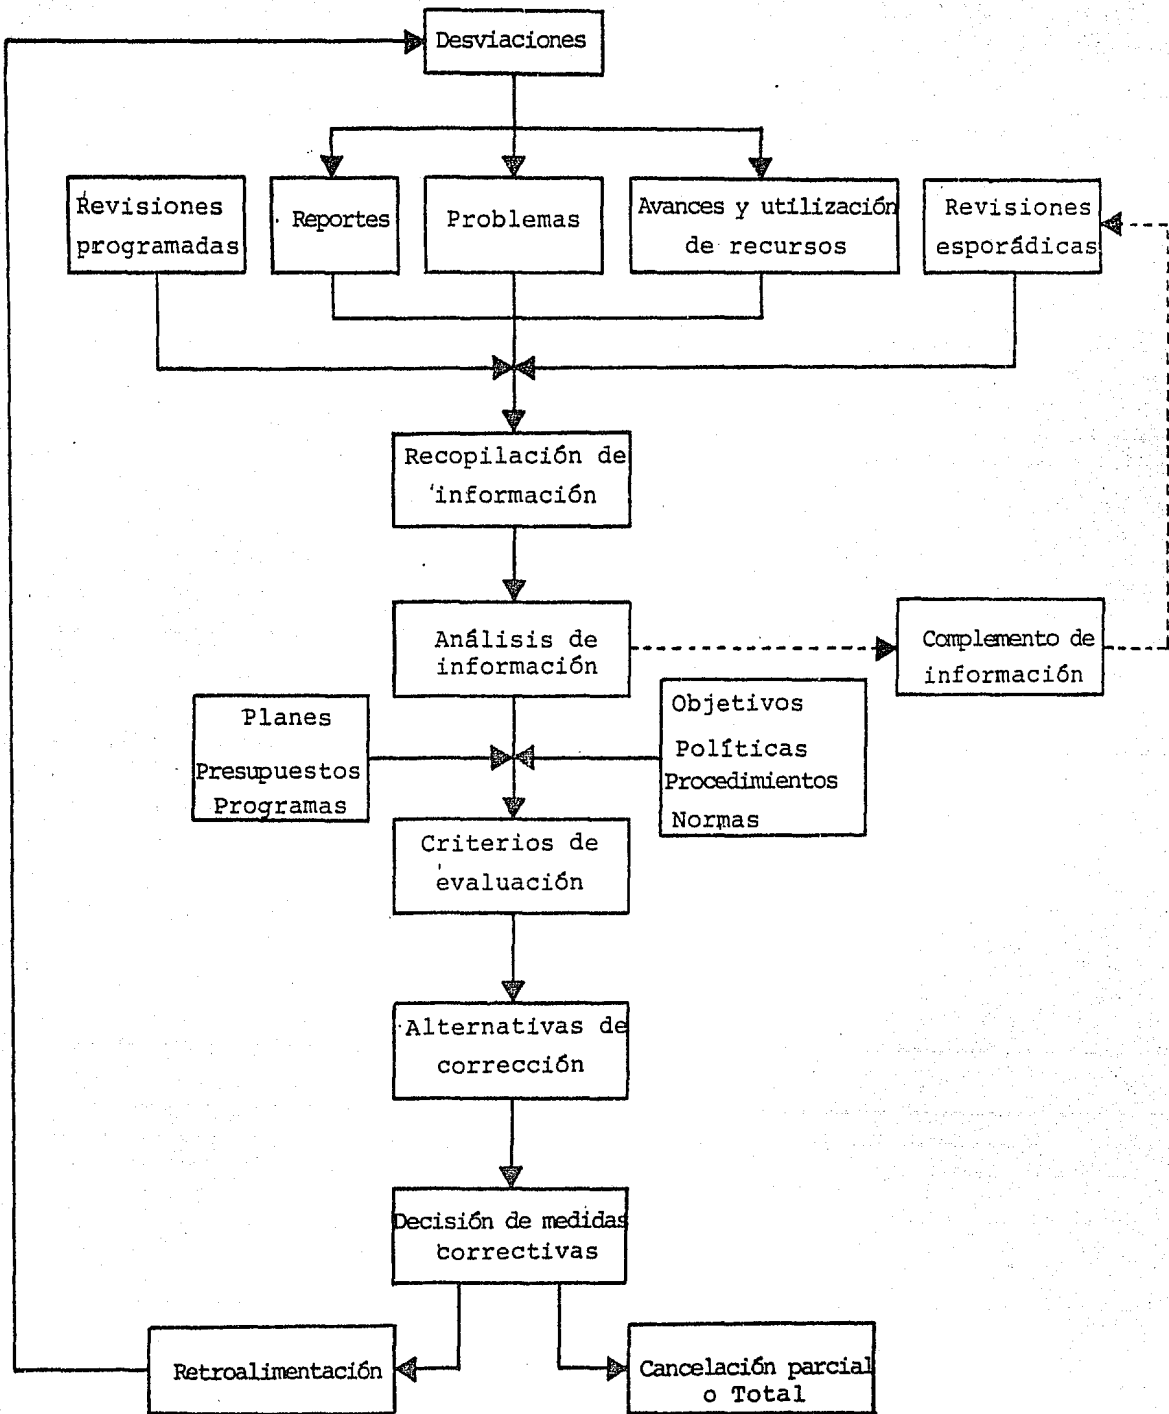 Desviaciones
Revisiones
programadas
Reportes
Problemas
Avances y utilización
de recursos
Revisiones
esporádicas
Recopilación de
información
Análisis de
información
Complemento de
información
Planes
Presupuestos
Programas
Objetivos
Políticas
Procedimientos
Normas
Criterios de
evaluación
Alternativas de
corrección
Decisión de medidas
correctivas
Retroalimentación
Cancelación parcial
o Total